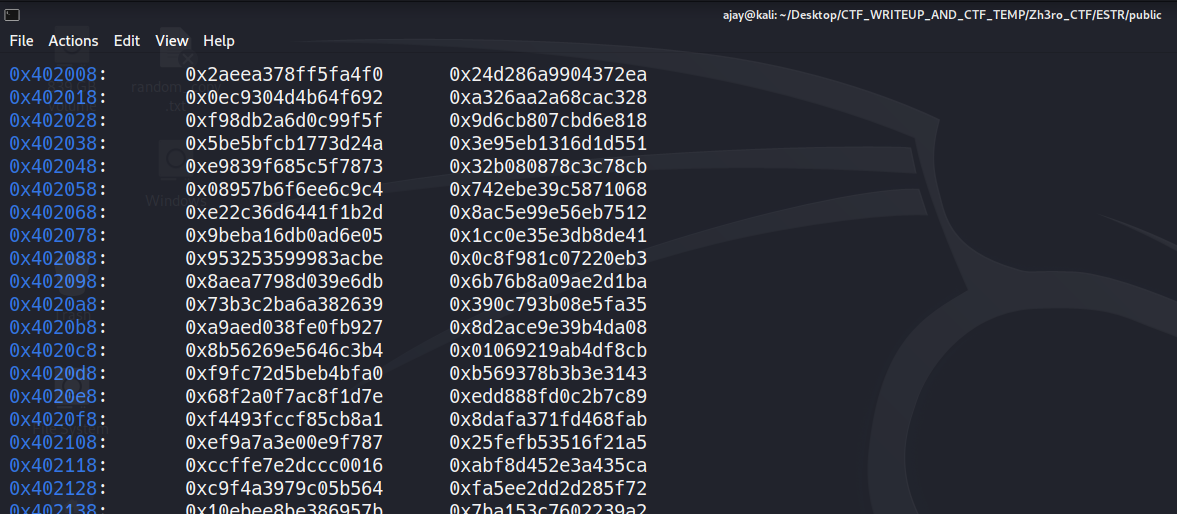 ajay@kali: ~/Desktop/CTF_WRITEUP_AND_CTF_TEMP/Zh3ro_CTF/ESTR/public
File Actions Edit View Help
0x402008: 0x2aeea378ff5fa4f0 0x24d286a9904372ea
0x402018: 0x0ec9304d4b64f692 0xa326aa2a68cac328
0x402028: 0xf98db2a6d0c99f5f 0x9d6cb807cbd6e818
0x402038: 0x5be5bfcb1773d24a 0x3e95eb1316d1d551
0x402048: 0xe9839f685c5f7873 0x32b080878c3c78cb
0x402058: 0x08957b6f6ee6c9c4 0x742ebe39c5871068
0x402068: 0xe22c36d6441f1b2d 0x8ac5e99e56eb7512
0x402078: 0x9beba16db0ad6e05 0x1cc0e35e3db8de41
0x402088: 0x953253599983acbe 0x0c8f981c07220eb3
0x402098: 0x8aea7798d039e6db 0x6b76b8a09ae2d1ba
0x4020a8: 0x73b3c2ba6a382639 0x390c793b08e5fa35
0x4020b8: 0xa9aed038fe0fb927 0x8d2ace9e39b4da08
0x4020c8: 0x8b56269e5646c3b4 0x01069219ab4df8cb
0x4020d8: 0xf9fc72d5beb4bfa0 0xb569378b3b3e3143
0x4020e8: 0x68f2a0f7ac8f1d7e 0xedd888fd0c2b7c89
0x4020f8: 0xf4493fccf85cb8a1 0x8dafa371fd468fab
0x402108: 0xef9a7a3e00e9f787 0x25fefb53516f21a5
0x402118: 0xccffe7e2dccc0016 0xabf8d452e3a435ca
0x402128: 0xc9f4a3979c05b564 0xfa5ee2dd2d285f72
0x402138: 0x10ebee8be386957b 0x7ba153c7602239a2